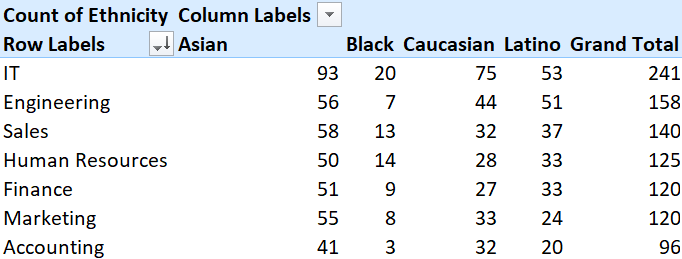 Count of Ethnicity Column Labels
Row Labels Asian Black Caucasian Latino Grand Total
IT 93 20 75 53 241
Engineering 56 7 44 51 158
Sales 58 13 32 37 140
Human Resources 50 14 28 33 125
Finance 51 9 27 33 120
Marketing 55 8 33 24 120
Accounting 41 3 32 20 96